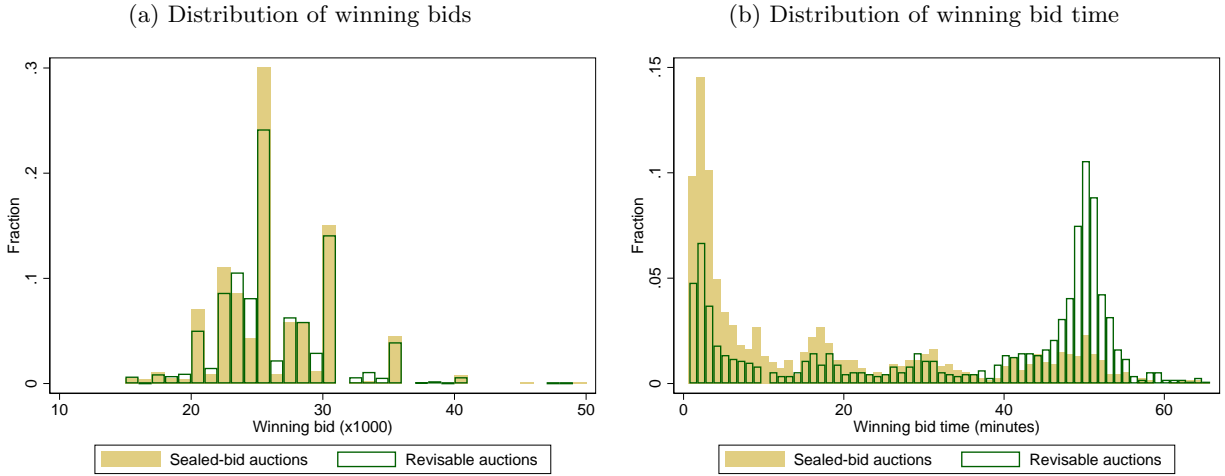 (a) Distribution of winning bids
.3
.2
.1
0
Fraction
10 20 30 40 50
Winning bid (x1000)
Sealed-bid auctions Revisable auctions
(b) Distribution of winning bid time
.15
.1
.05
0
Fraction
0 20 40 60
Winning bid time (minutes)
Sealed-bid auctions Revisable auctions